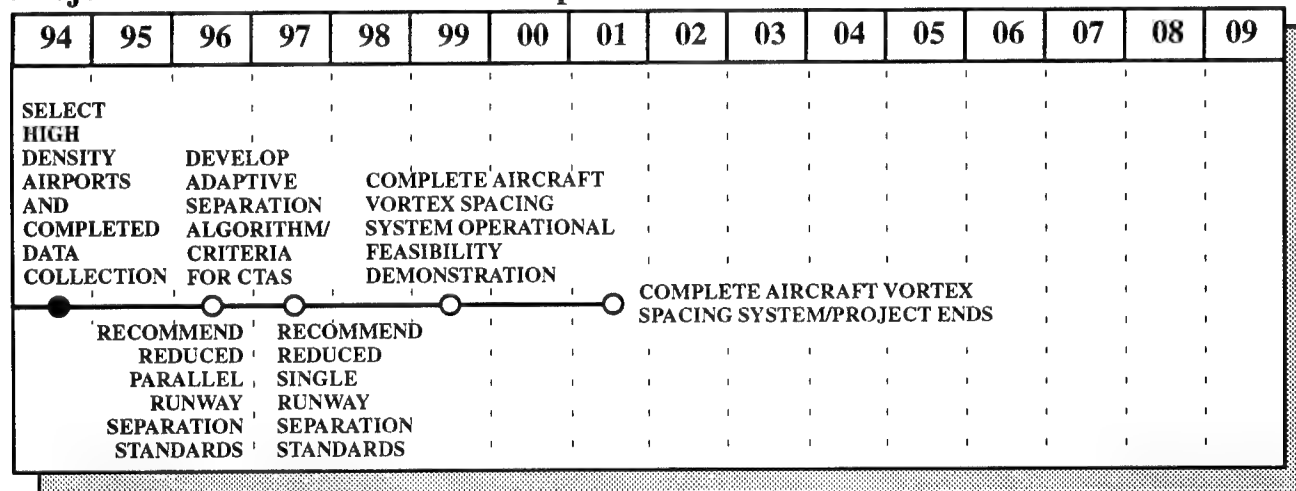 94 95 96 97 98 99 00 01 02 03 04 05 06 07 08 09
SELECT
HIGH
DENSITY
AIRPORTS
AND
COMPLETED
DATA
COLLECTION
DEVELOP
ADAPTIVE
SEPARATION
ALGORITHM/
CRITERIA
FOR CTAS
COMPLETE AIRCRAFT
VORTEX SPACING
SYSTEM OPERATIONAL
FEASIBILITY
DEMONSTRATION
COMPLETE AIRCRAFT VORTEX
SPACING SYSTEM/PROJECT ENDS
RECOMMEND
REDUCED
PARALLEL
RUNWAY
SEPARATION
STANDARDS
RECOMMEND
REDUCED
SINGLE
RUNWAY
SEPARATION
STANDARDS